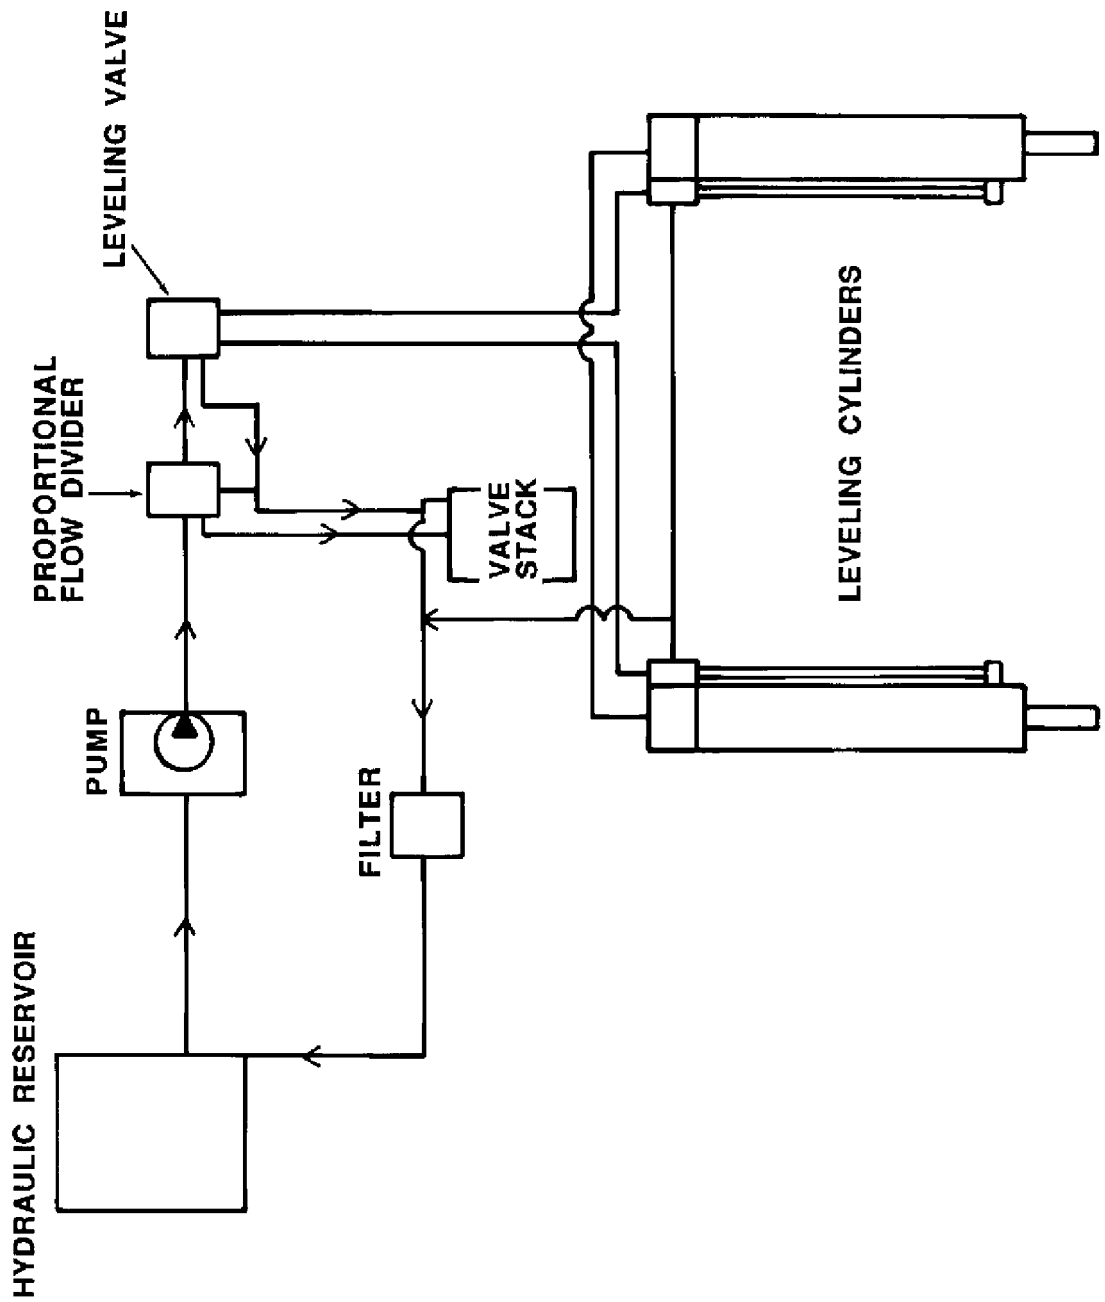 HYDRAULIC RESERVOIR
PUMP
PROPORTIONAL
FLOW DIVIDER
LEVELING VALVE
FILTER
VALVE
STACK
LEVELING CYLINDERS